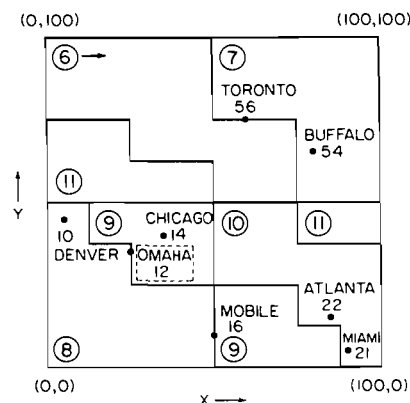 (0,100)
(100,100)
6
7
TORONTO
56
BUFFALO
54
11
Y
9
CHICAGO
14
10
11
10
DENVER
OMAHA
12
ATLANTA
22
MOBILE
16
MIAMI
21
8
9
(0,0)
X
(100,0)